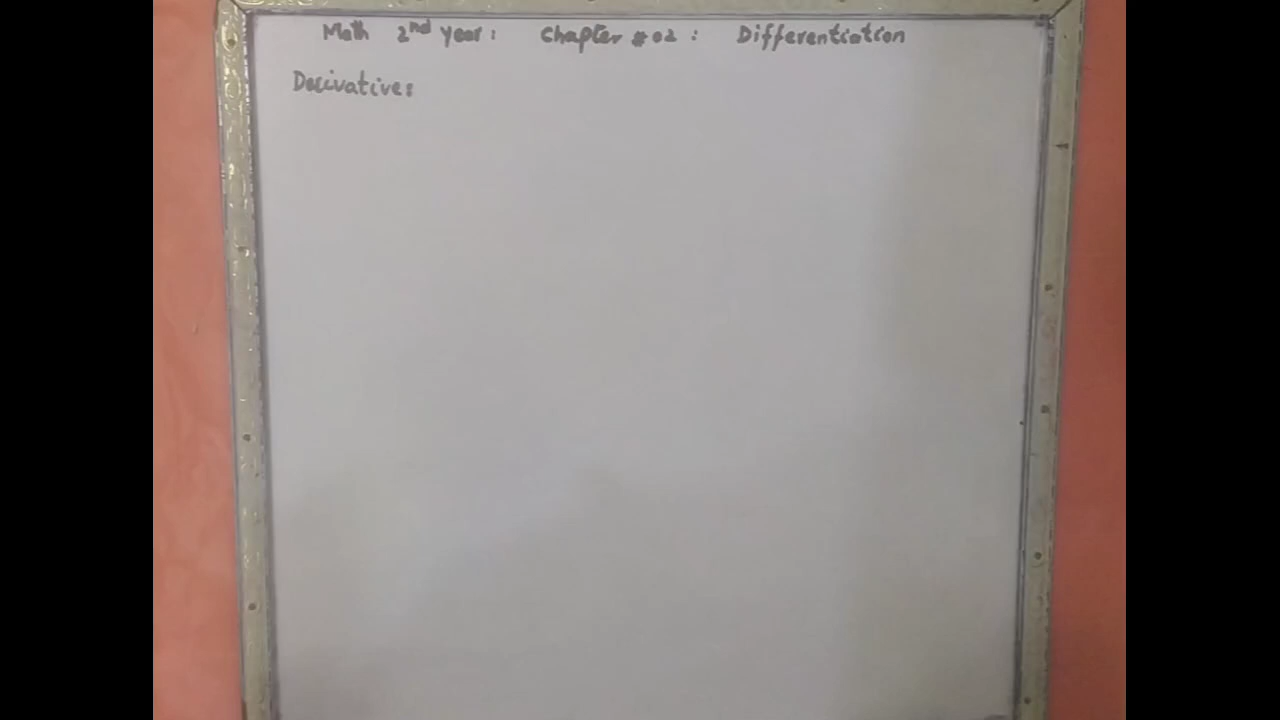 Math 2nd Year: Chapter # 02: Differentiation
Derivative: